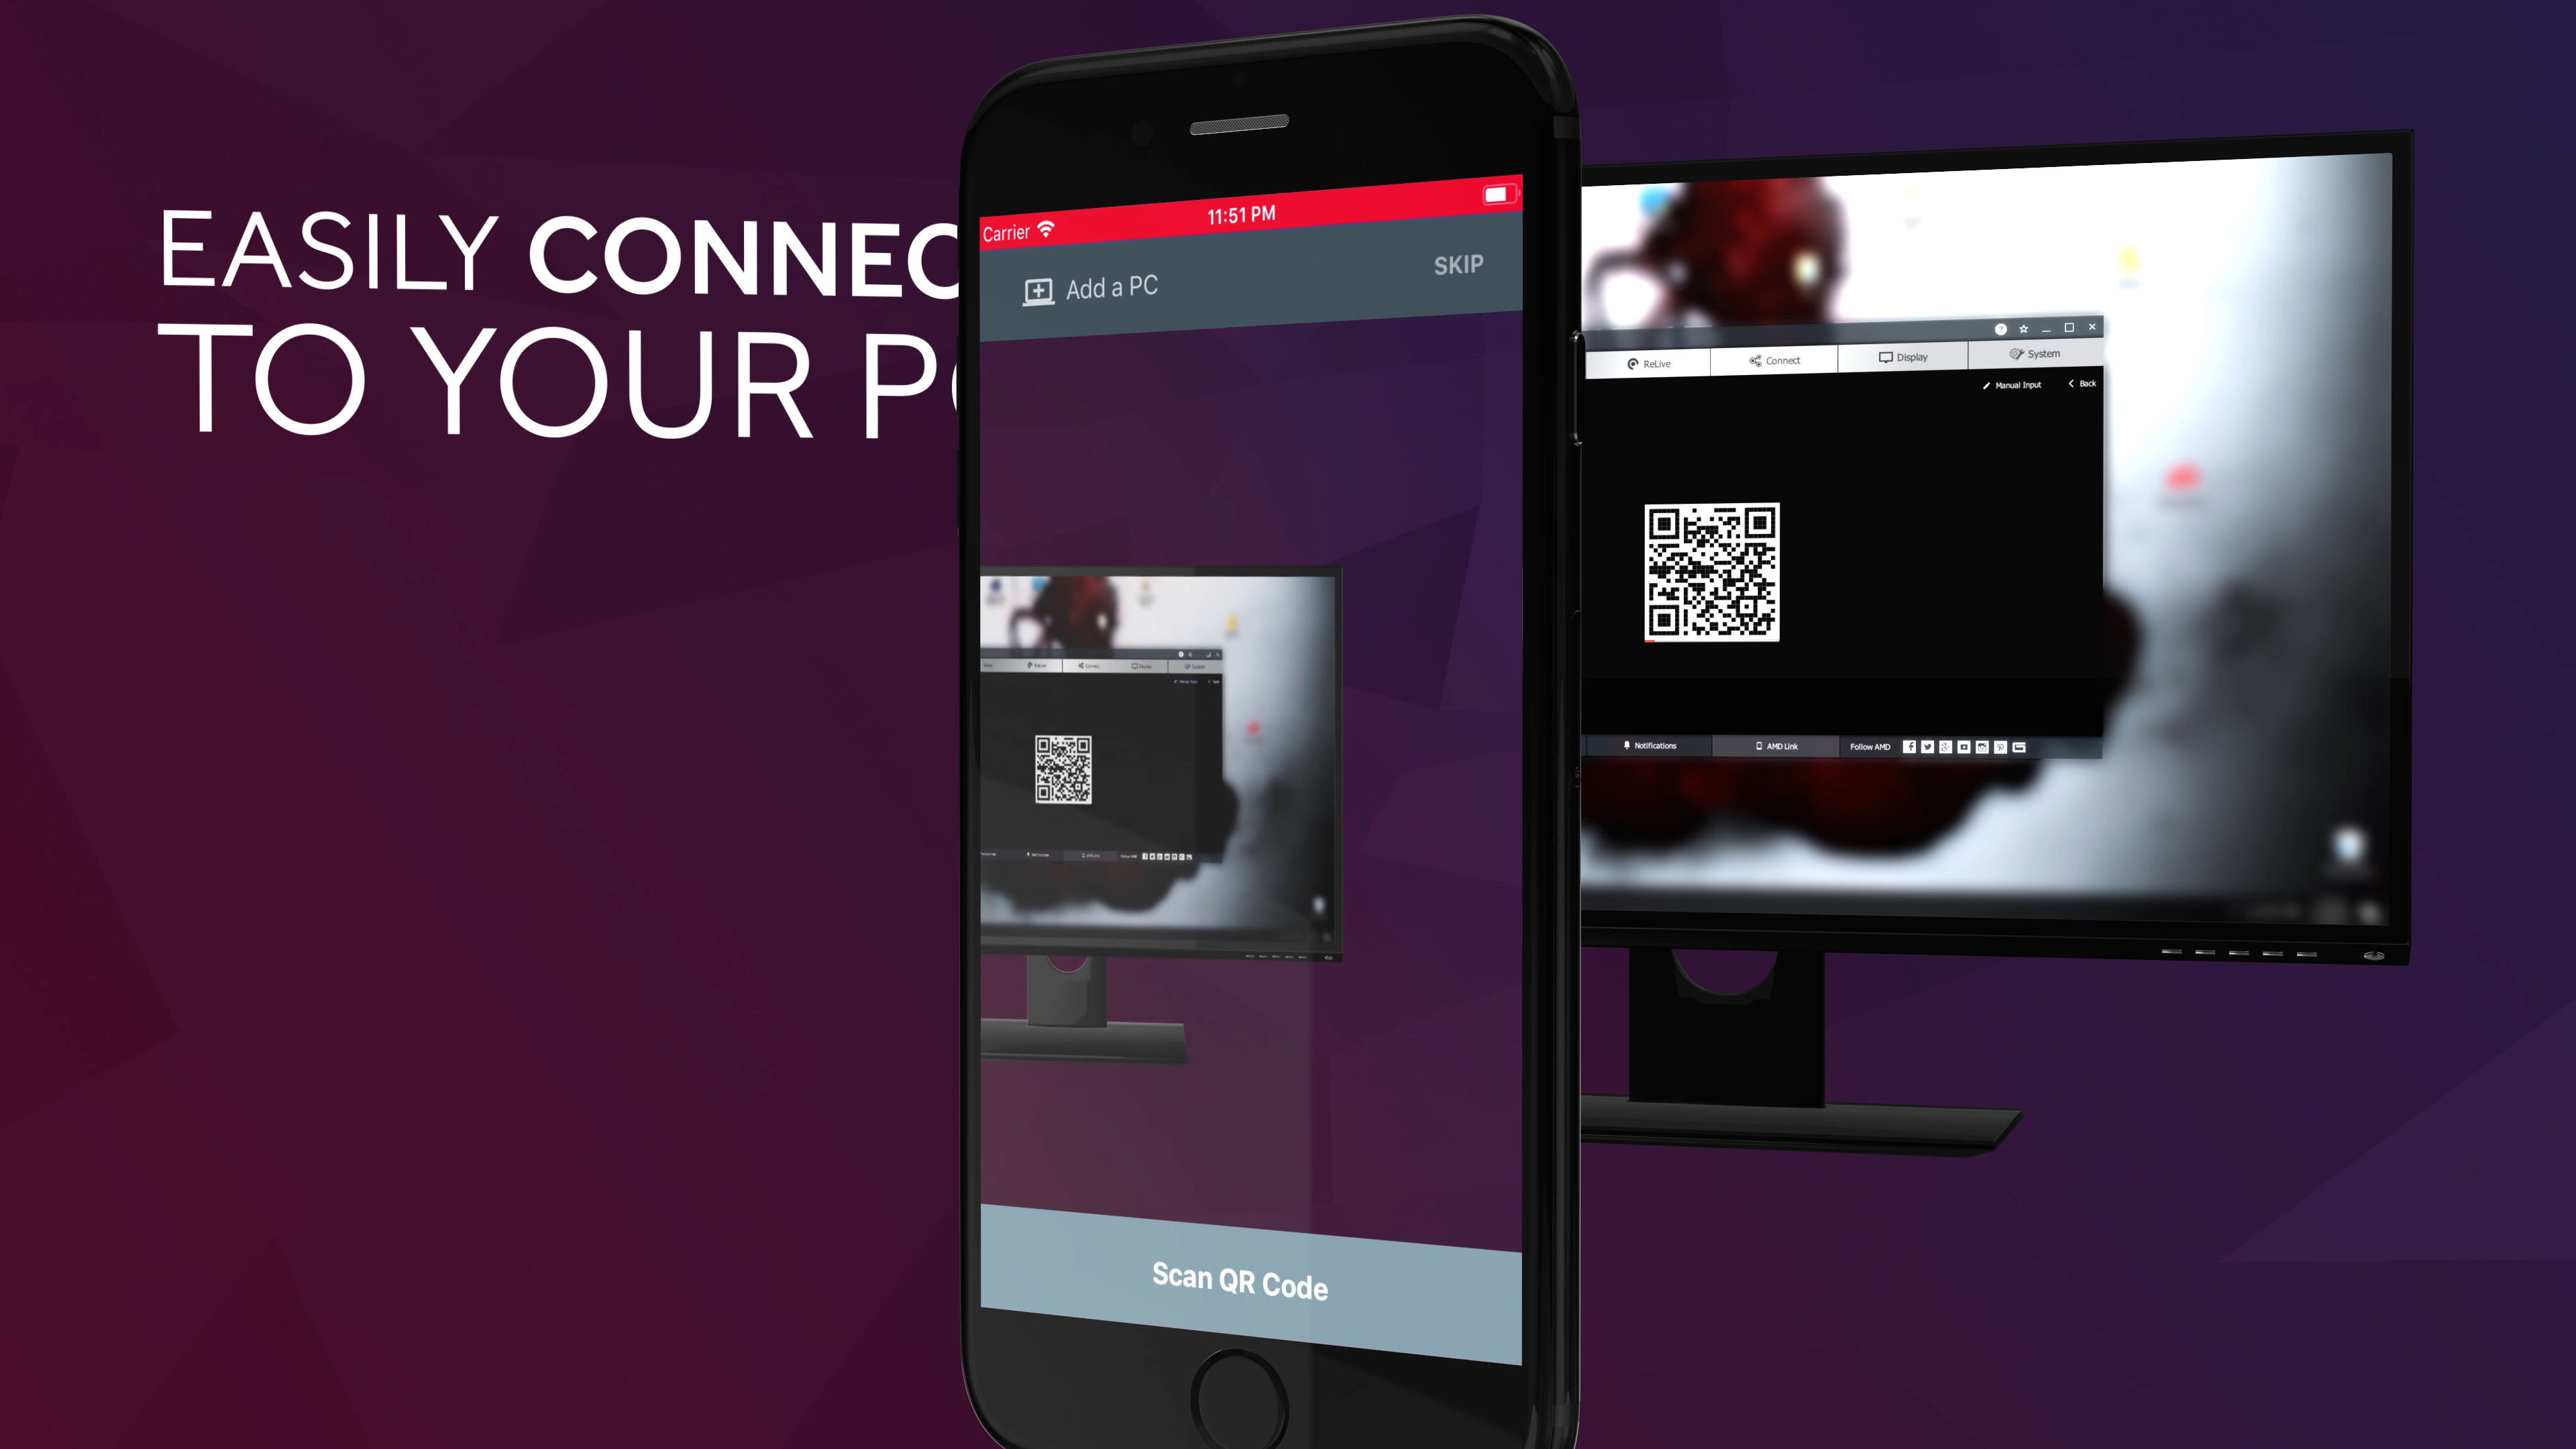 EASILY CONNEC
TO YOUR P
Carrier
11:51 PM
Add a PC
SKIP
Scan QR Code
ReLive
Connect
Display
System
Manual Input
Back
Notifications
AMD Link
Follow AMD